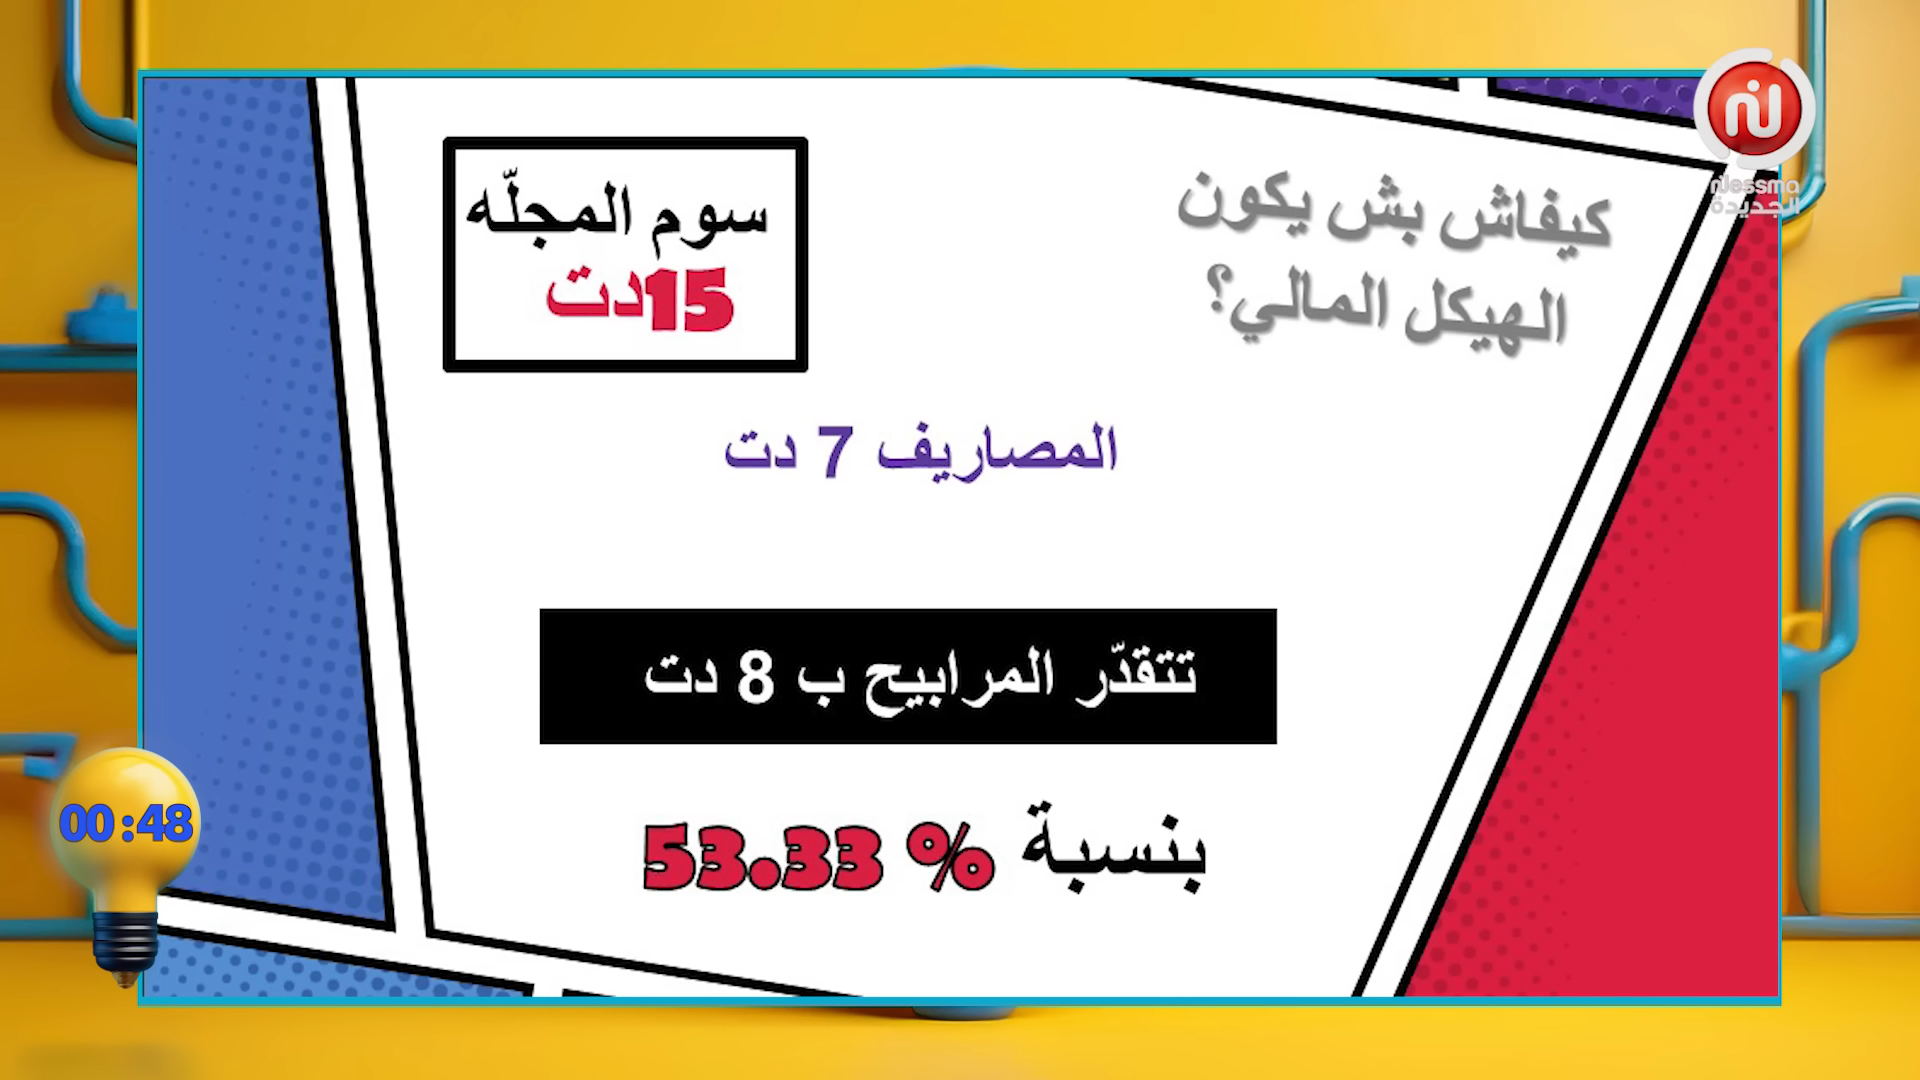 nessma
الجديدة
كيفاش بش يكون
الهيكل المالي؟
سوم المجلّه
15دت
المصاريف 7 دت
تتقدّر المرابيح ب 8 دت
بنسبة % 53.33
00:48